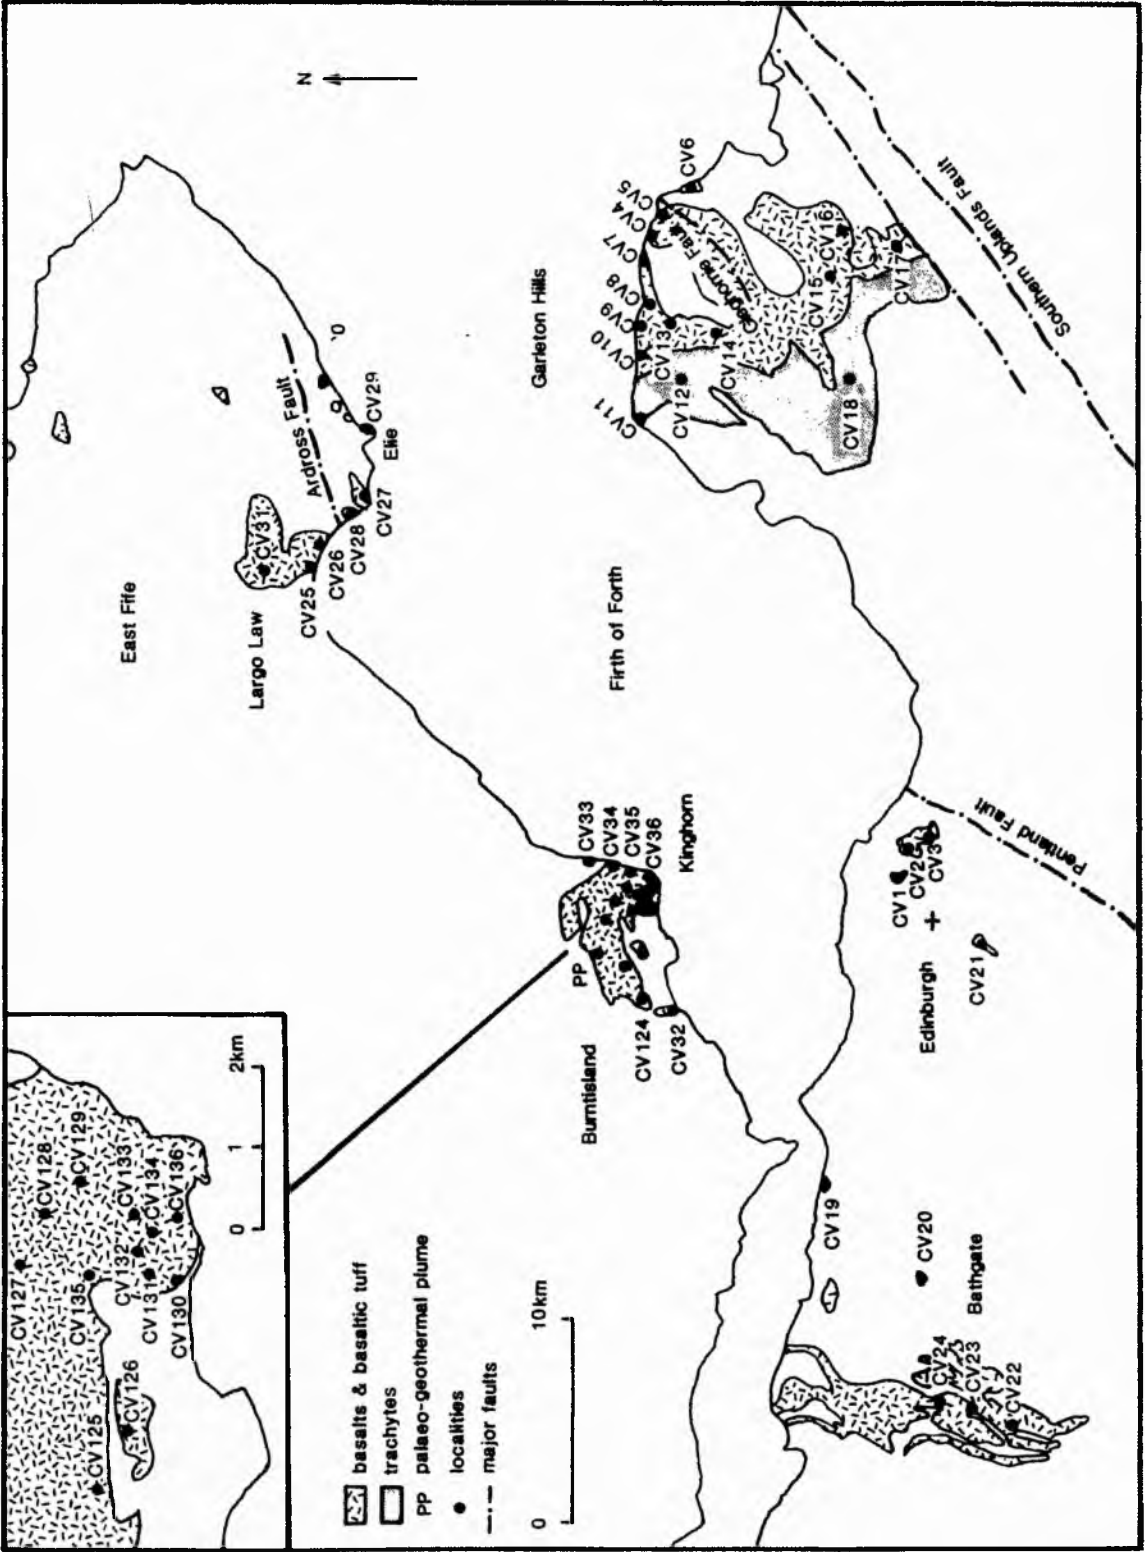 CV127
CV128
CV125
CV135
CV129
CV126
CV132
CV133
CV131
CV134
CV130
CV136
0 1 2km
basalts & basaltic tuff
trachytes
PP palaeo-geothermal plume
localities
major faults
0 10km
N
East Fife
Largo Law
CV31
Ardross Fault
CV25
CV26
CV28
CV27
CV29
Elie
Burntisland
PP
CV33
CV34
CV35
CV36
CV124
CV32
Kinghorn
Firth of Forth
Garleton Hills
CV11
CV10
CV9
CV8
CV7
CV4
CV5
CV6
CV12
CV13
CV14
CV15
CV16
CV17
CV18
Fault
Southern Uplands Fault
Pentland Fault
CV1
CV2
CV3
Edinburgh
CV21
CV19
CV20
Bathgate
CV24
CV23
CV22